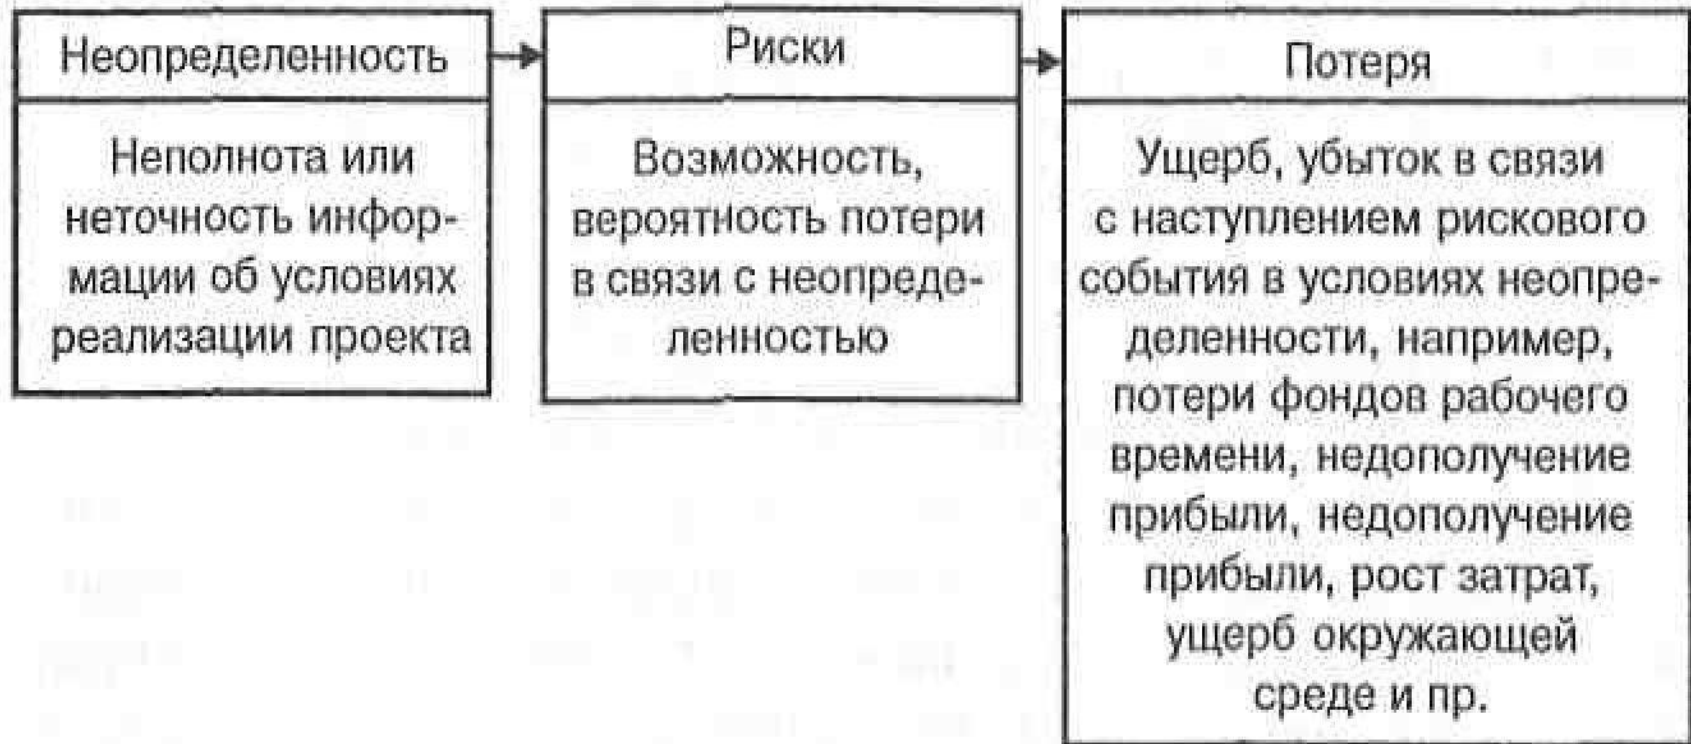 Неопределенность
Неполнота или
неточность инфор-
мации об условиях
реализации проекта
Риски
Возможность,
вероятность потери
в связи с неопреде-
ленностью
Потеря
Ущерб, убыток в связи
с наступлением рискового
события в условиях неопре-
деленности, например,
потери фондов рабочего
времени, недополучение
прибыли, недополучение
прибыли, рост затрат,
ущерб окружающей
среде и пр.